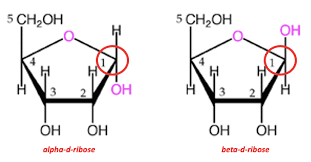 5 CH₂OH H 5 CH₂OH OH
O O
4 1 4 1
H H H OH H H H H
3 2 3 2
OH OH OH OH
alpha-d-ribose beta-d-ribose